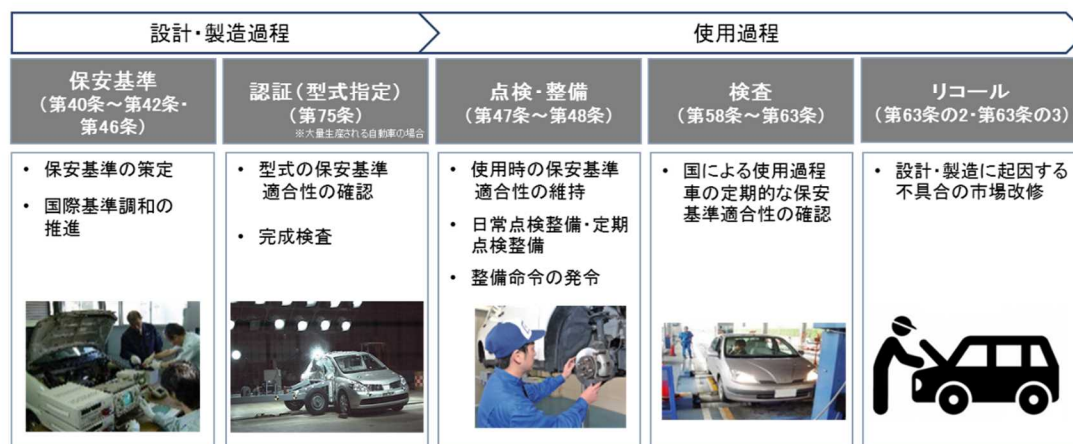 設計・製造過程
使用過程
保安基準
（第40条～第42条・
第46条）
認証（型式指定）
（第75条）
※大量生産される自動車の場合
点検・整備
（第47条～第48条）
検査
（第58条～第63条）
リコール
（第63条の2・第63条の3）
• 保安基準の策定
• 国際基準調和の
推進
• 型式の保安基準
適合性の確認
• 完成検査
• 使用時の保安基準
適合性の維持
• 日常点検整備・定期
点検整備
• 整備命令の発令
• 国による使用過程
車の定期的な保安
基準適合性の確認
• 設計・製造に起因する
不具合の市場改修